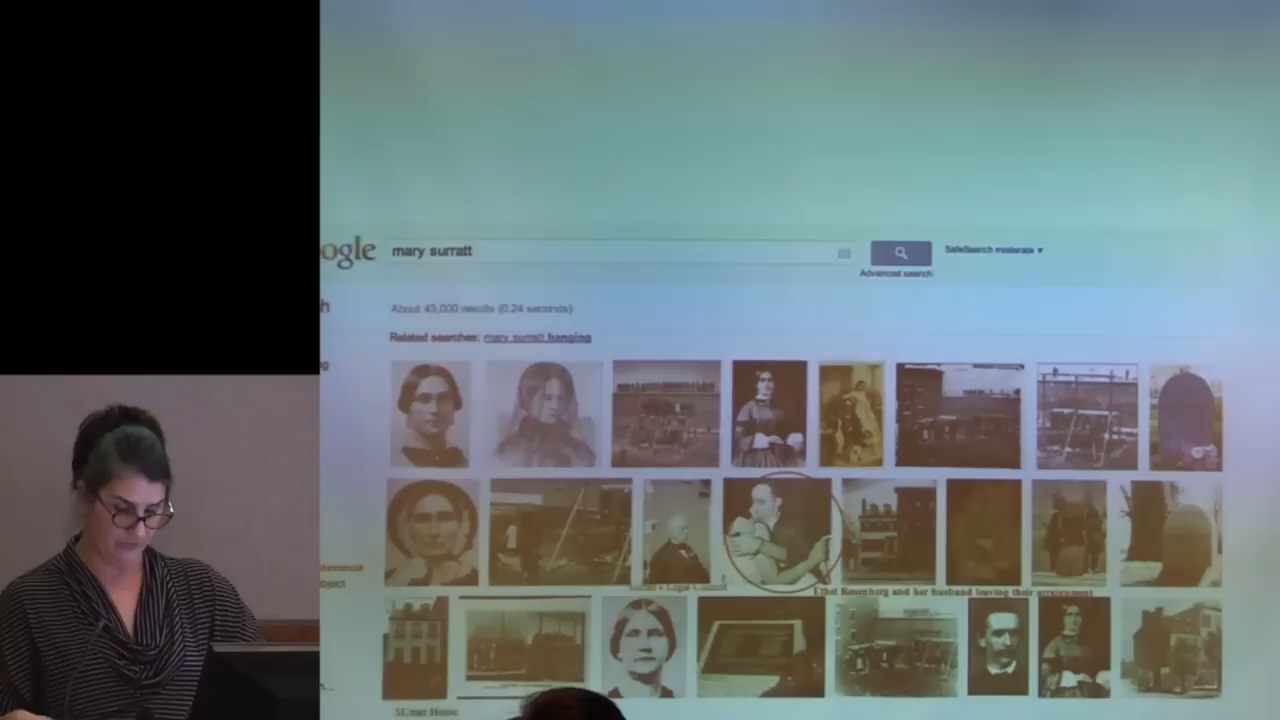 ogle
mary surratt
SafeSearch moderate ▼
Advanced search
About 43,000 results (0.24 seconds)
Related searches: mary surratt hanging
Ethel Rosenberg and her husband leaving their arraignment
House